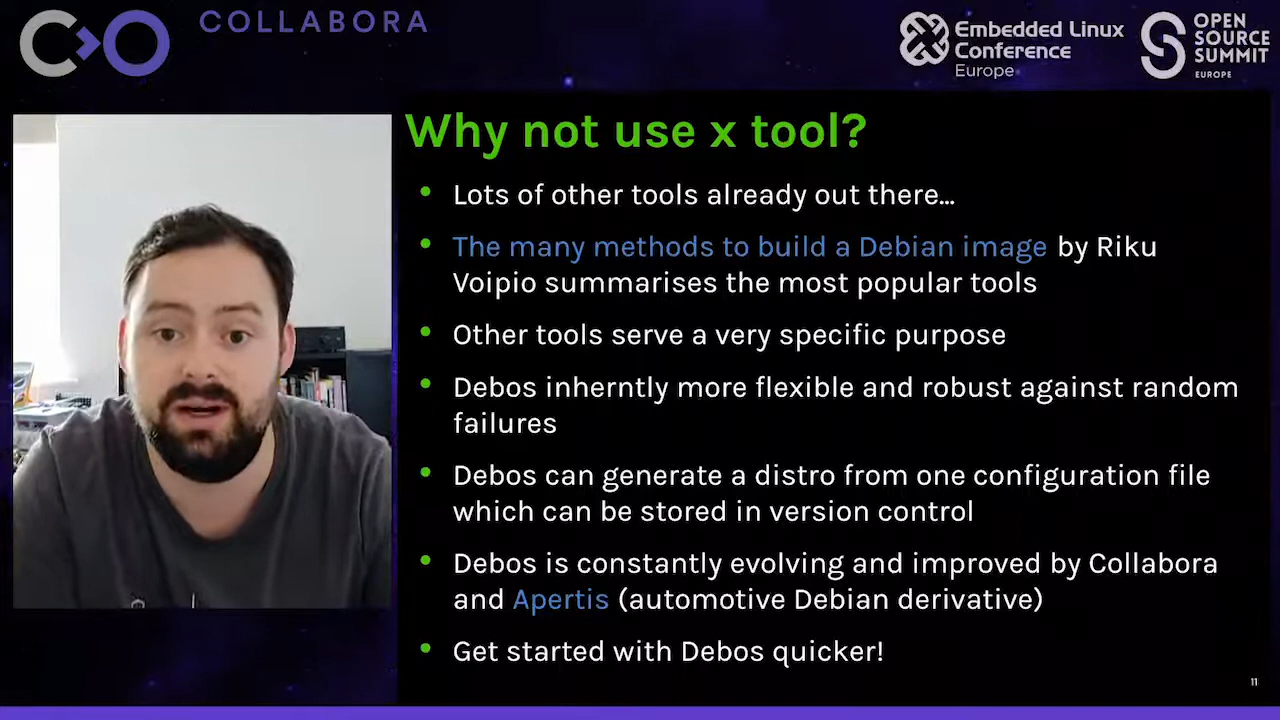 COLLABORA
Embedded Linux
Conference
Europe
OPEN
SOURCE
SUMMIT
EUROPE
Why not use x tool?
• Lots of other tools already out there…
• The many methods to build a Debian image by Riku
Voipio summarises the most popular tools
• Other tools serve a very specific purpose
• Debos inherntly more flexible and robust against random
failures
• Debos can generate a distro from one configuration file
which can be stored in version control
• Debos is constantly evolving and improved by Collabora
and Apertis (automotive Debian derivative)
• Get started with Debos quicker!
11